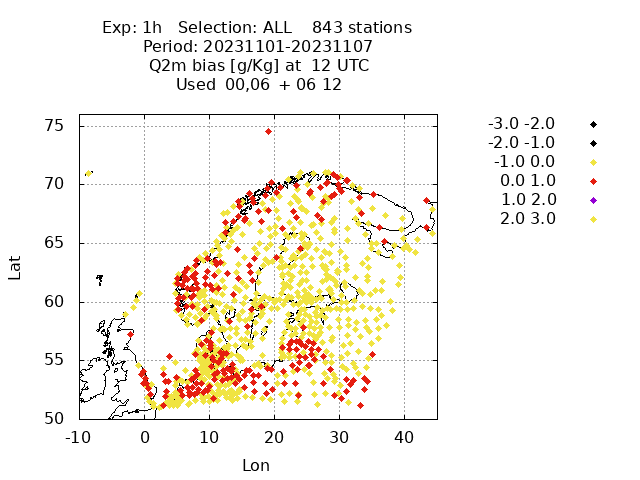 Exp: 1h   Selection: ALL    843 stations
Period: 20231101-20231107
Q2m bias [g/Kg] at  12 UTC
Used  00,06  + 06 12
-3.0 -2.0
-2.0 -1.0
-1.0 0.0
0.0 1.0
1.0 2.0
2.0 3.0
75
70
65
60
55
50
Lat
-10 0 10 20 30 40
Lon